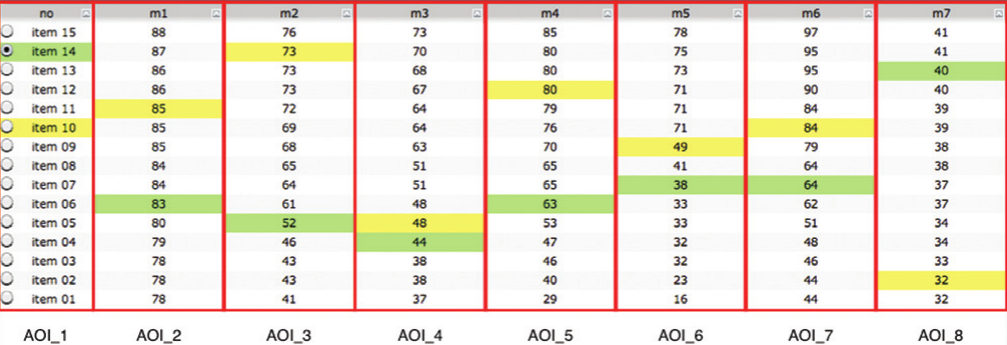 no m1 m2 m3 m4 m5 m6 m7
item 15 88 76 73 85 78 97 41
item 14 87 73 70 80 75 95 41
item 13 86 73 68 80 73 95 40
item 12 86 73 67 80 71 90 40
item 11 85 72 64 79 71 84 39
item 10 85 69 64 76 71 84 39
item 09 85 68 63 70 49 79 38
item 08 84 65 51 65 41 64 38
item 07 84 64 51 65 38 64 37
item 06 83 61 48 63 33 62 37
item 05 80 52 48 53 33 51 34
item 04 79 46 44 47 32 48 34
item 03 78 43 38 46 32 46 33
item 02 78 43 38 40 23 44 32
item 01 78 41 37 29 16 44 32
AOI_1 AOI_2 AOI_3 AOI_4 AOI_5 AOI_6 AOI_7 AOI_8